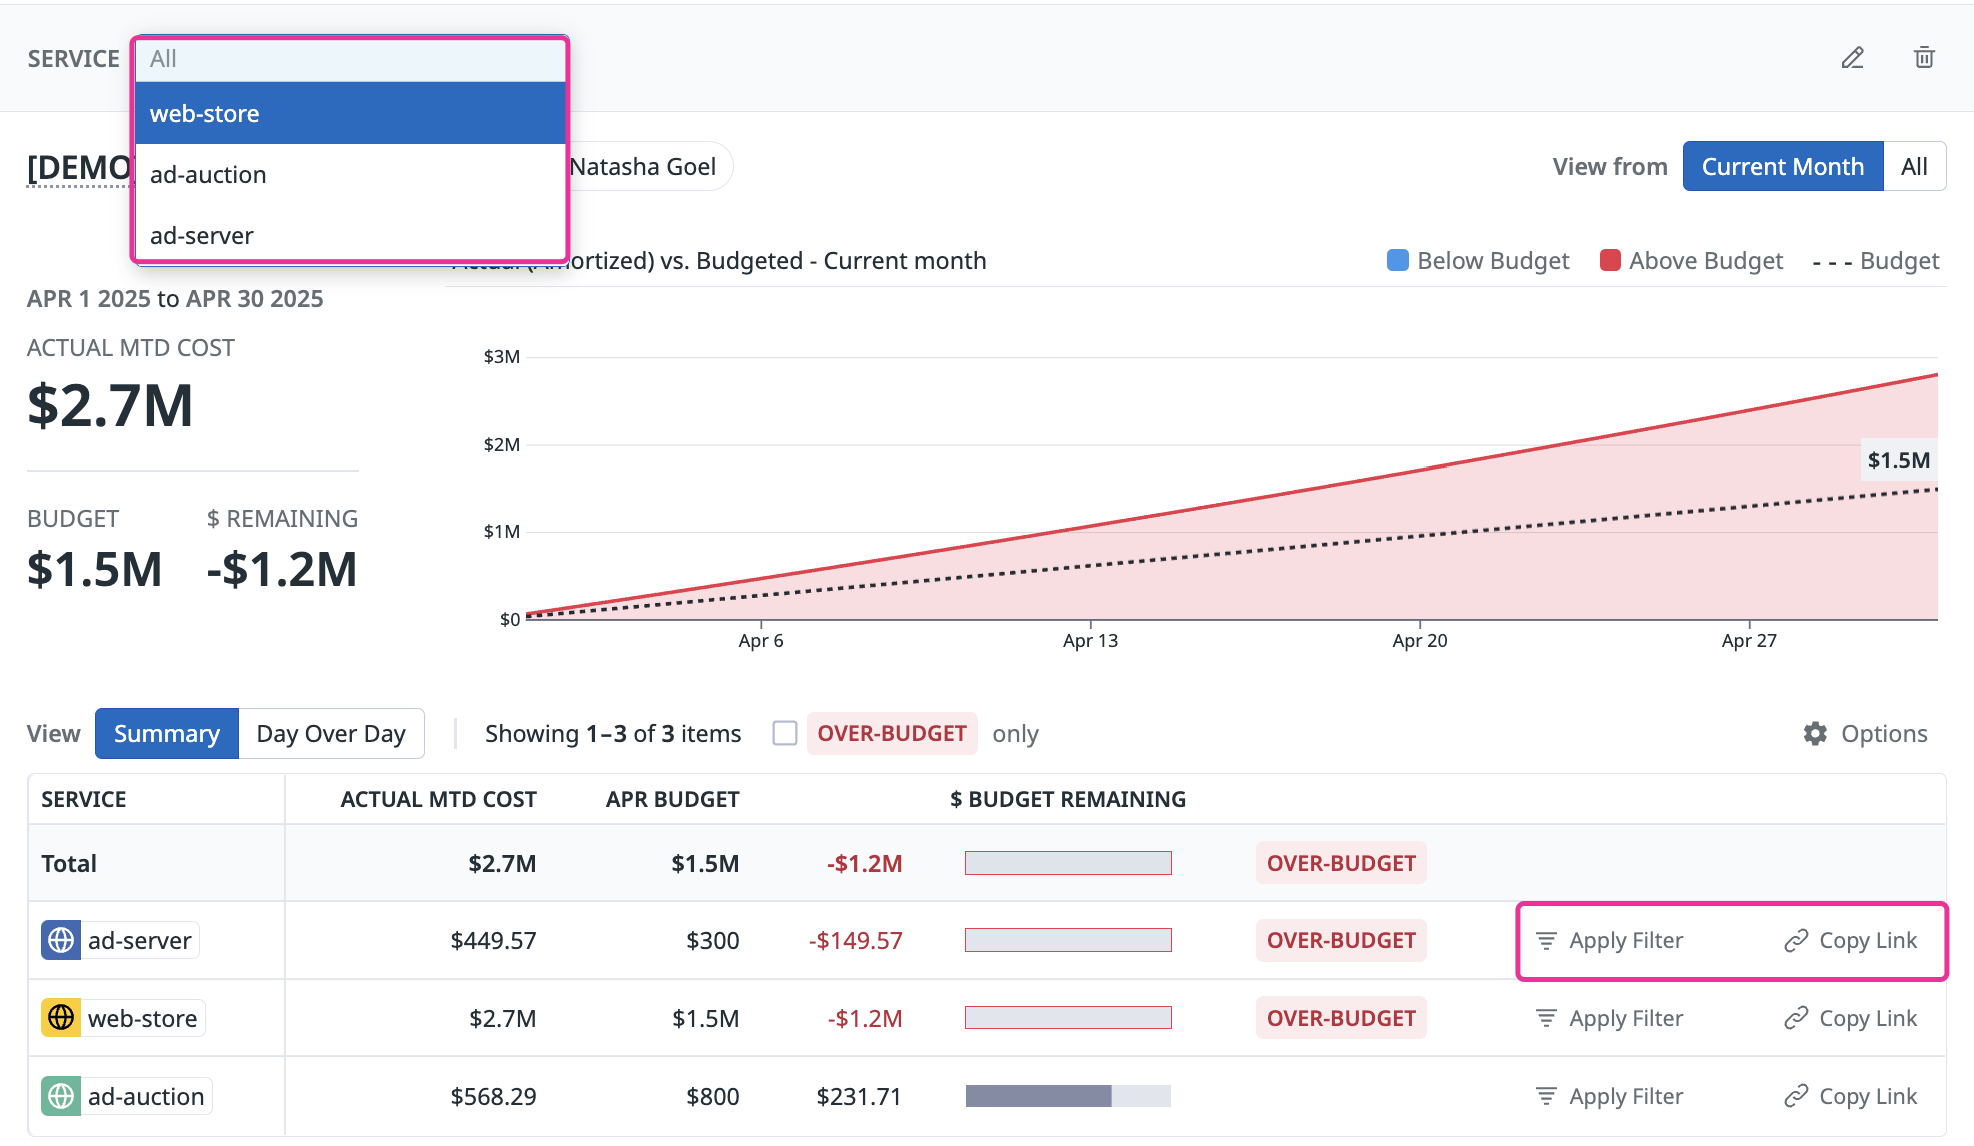 SERVICE All
web-store
ad-auction
ad-server
[DEMO
Natasha Goel
View from Current Month All
(Amortized) vs. Budgeted - Current month
Below Budget Above Budget Budget
APR 1 2025 to APR 30 2025
ACTUAL MTD COST
$2.7M
BUDGET $ REMAINING
$1.5M -$1.2M
$3M
$2M
$1M
$0
$1.5M
Apr 6 Apr 13 Apr 20 Apr 27
View Summary Day Over Day Showing 1–3 of 3 items OVER-BUDGET only Options
SERVICE ACTUAL MTD COST APR BUDGET $ BUDGET REMAINING
Total $2.7M $1.5M -$1.2M OVER-BUDGET
ad-server $449.57 $300 -$149.57 OVER-BUDGET Apply Filter Copy Link
web-store $2.7M $1.5M -$1.2M OVER-BUDGET Apply Filter Copy Link
ad-auction $568.29 $800 $231.71 Apply Filter Copy Link